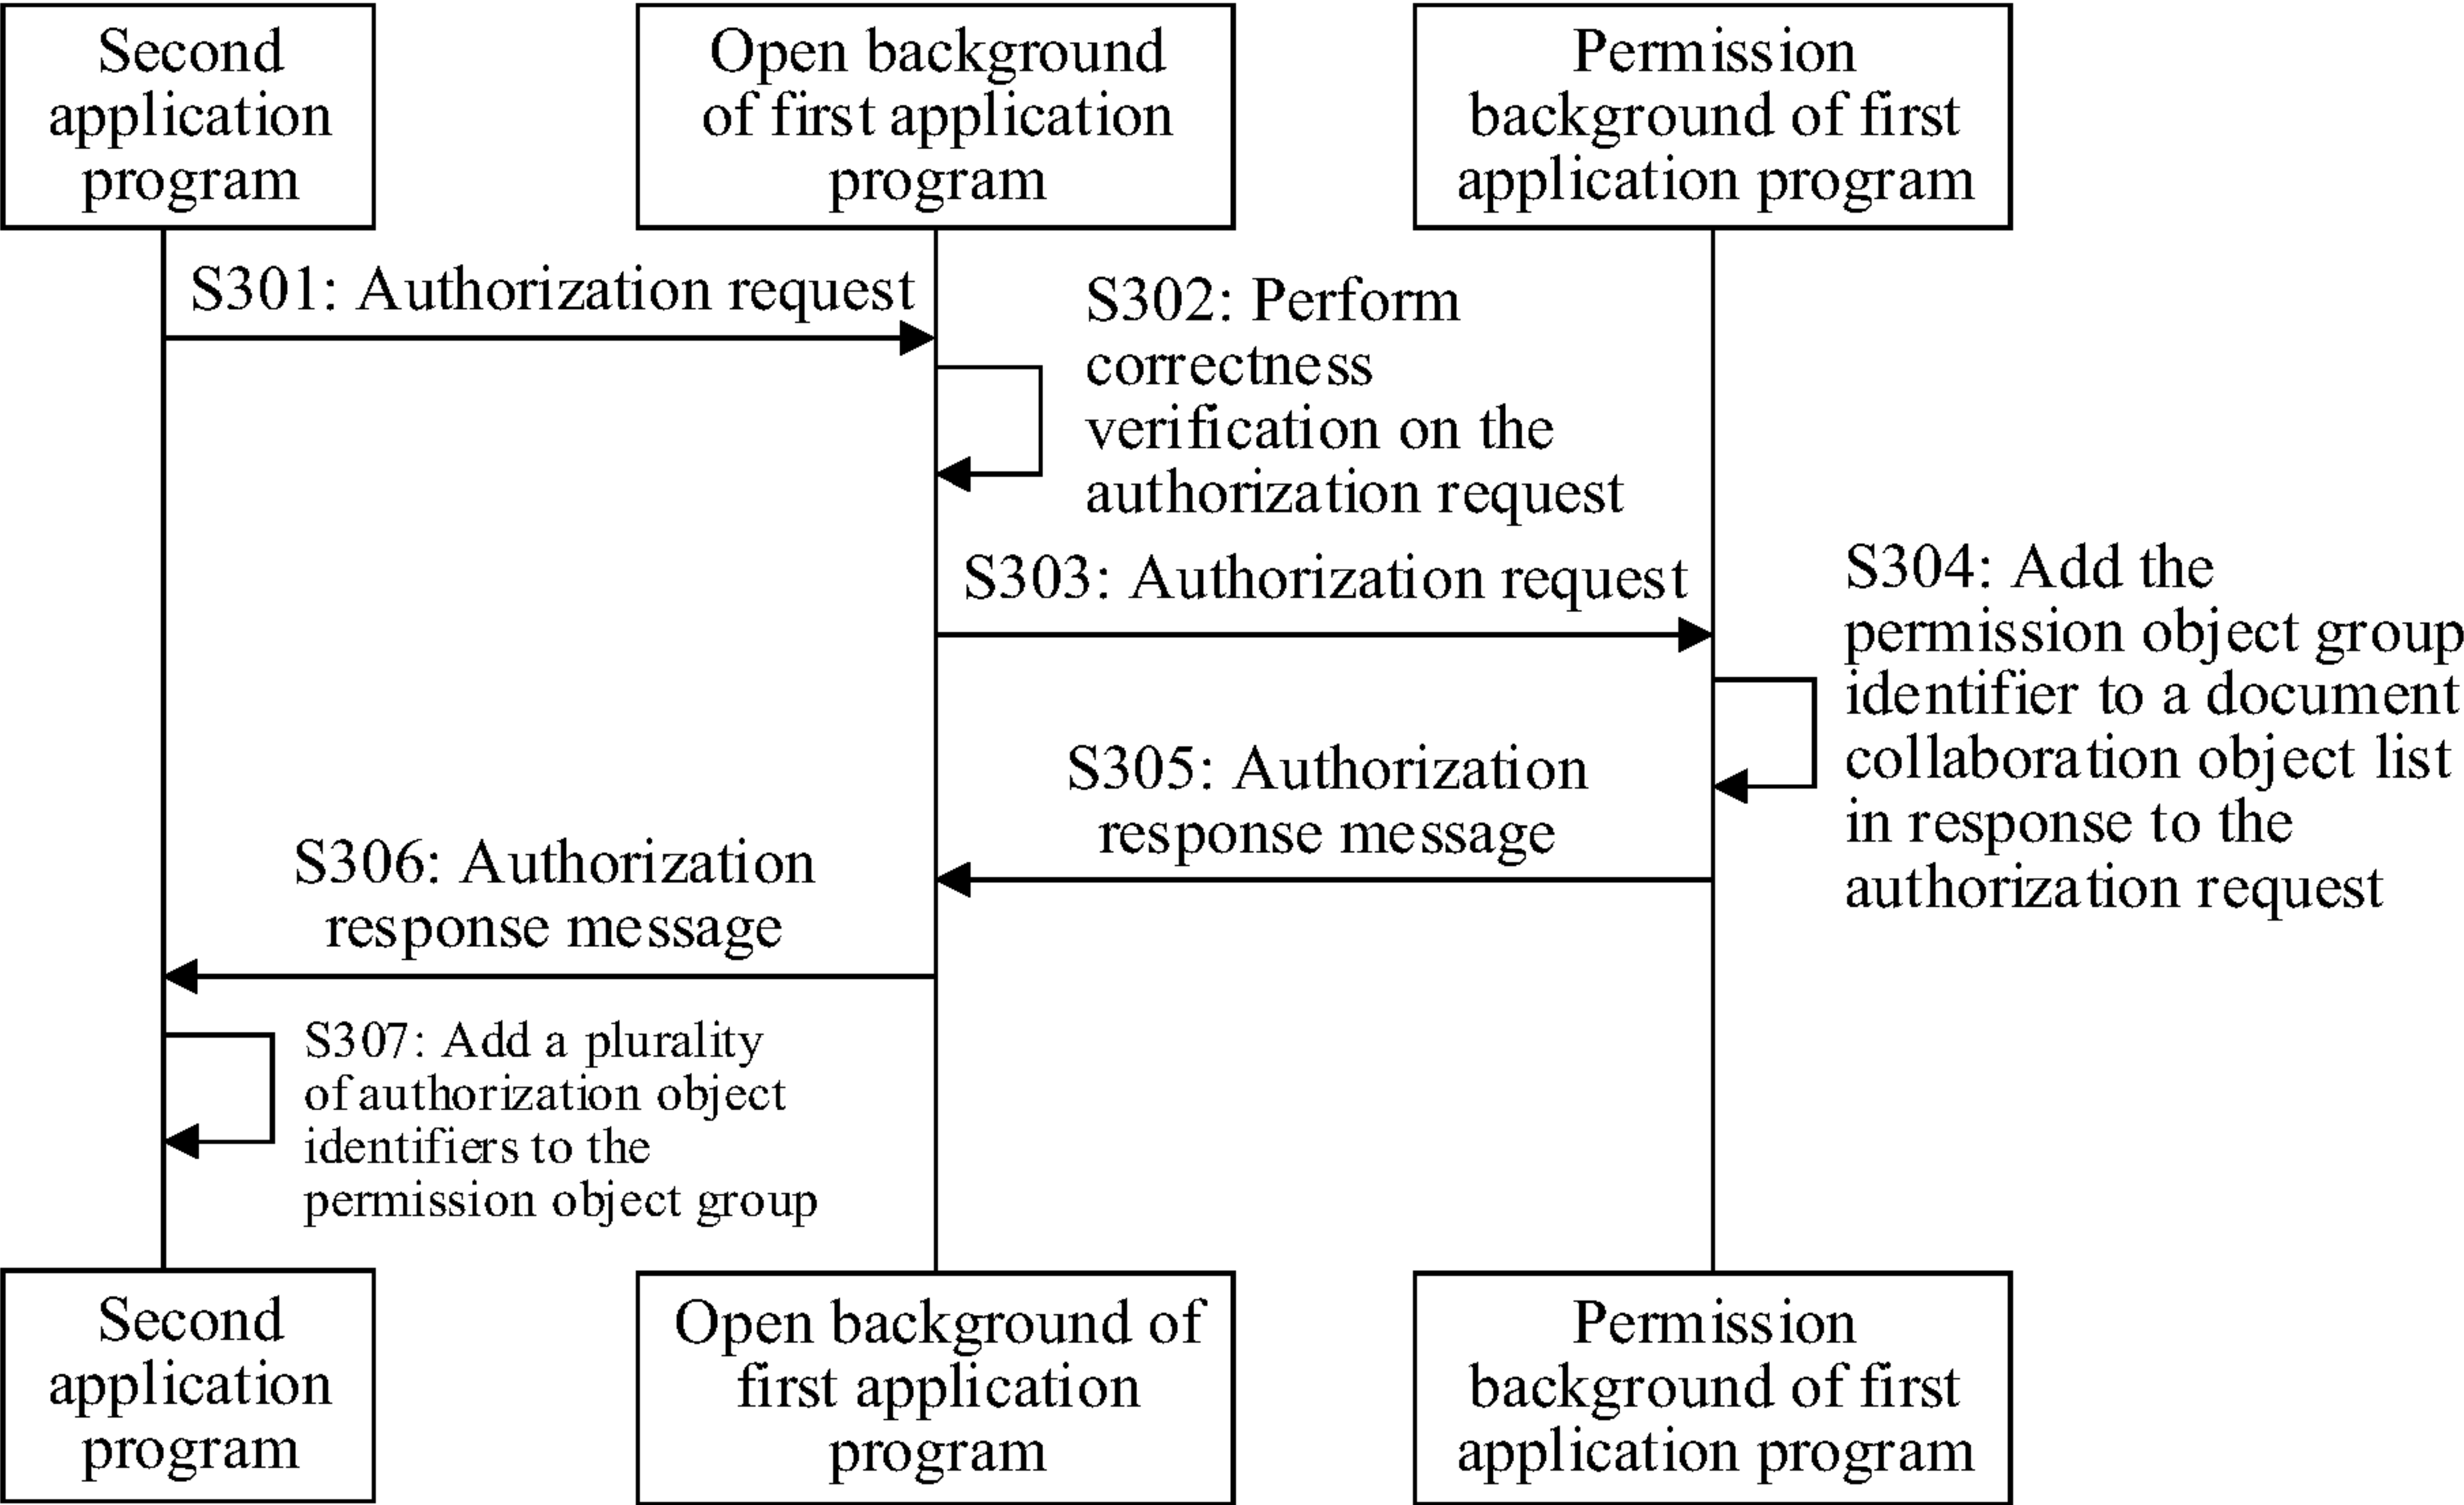 Second
application
program
Open background
of first application
program
Permission
background of first
application program
S301: Authorization request
S302: Perform
correctness
verification on the
authorization request
S303: Authorization request
S304: Add the
permission object group
identifier to a document
collaboration object list
in response to the
authorization request
S305: Authorization
response message
S306: Authorization
response message
S307: Add a plurality
of authorization object
identifiers to the
permission object group
Second
application
program
Open background of
first application
program
Permission
background of first
application program